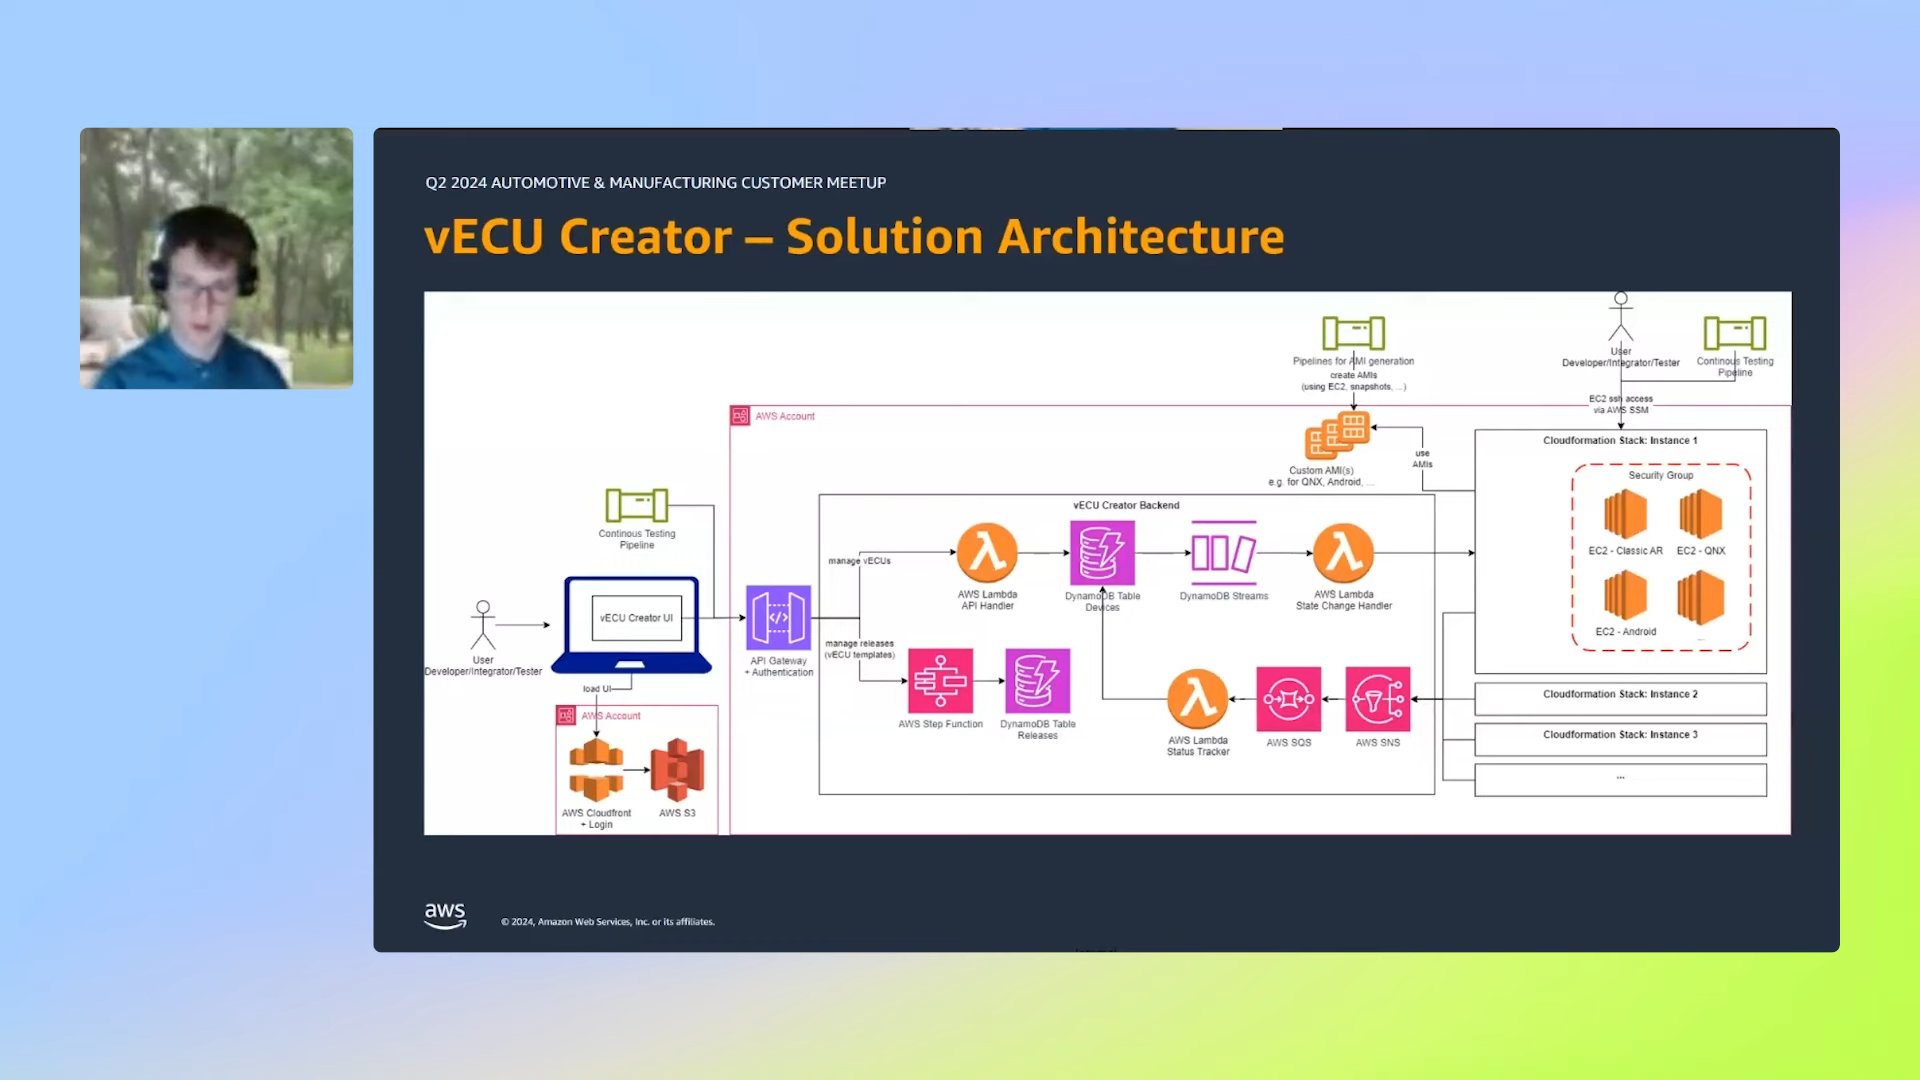 Q2 2024 AUTOMOTIVE & MANUFACTURING CUSTOMER MEETUP
vECU Creator – Solution Architecture
Pipelines for AMI generation
create AMIs
(using EC2, snapshots, ...)
User
Developer/Integrator/Tester
Continous Testing
Pipeline
EC2 ssh access
via AWS SSM
AWS Account
Custom AMI(s)
e.g. for QNX, Android, ...
use
AMIs
Cloudformation Stack: Instance 1
Security Group
EC2 - Classic AR
EC2 - QNX
EC2 - Android
...
Continous Testing
Pipeline
vECU Creator Backend
manage vECUs
AWS Lambda
API Handler
DynamoDB Table
Devices
DynamoDB Streams
AWS Lambda
State Change Handler
vECU Creator UI
User
Developer/Integrator/Tester
API Gateway
+ Authentication
manage releases
(vECU templates)
AWS Step Function
DynamoDB Table
Releases
AWS Lambda
Status Tracker
AWS SQS
AWS SNS
Cloudformation Stack: Instance 2
Cloudformation Stack: Instance 3
...
load UI
AWS Account
AWS Cloudfront
+ Login
AWS S3
aws
© 2024, Amazon Web Services, Inc. or its affiliates.